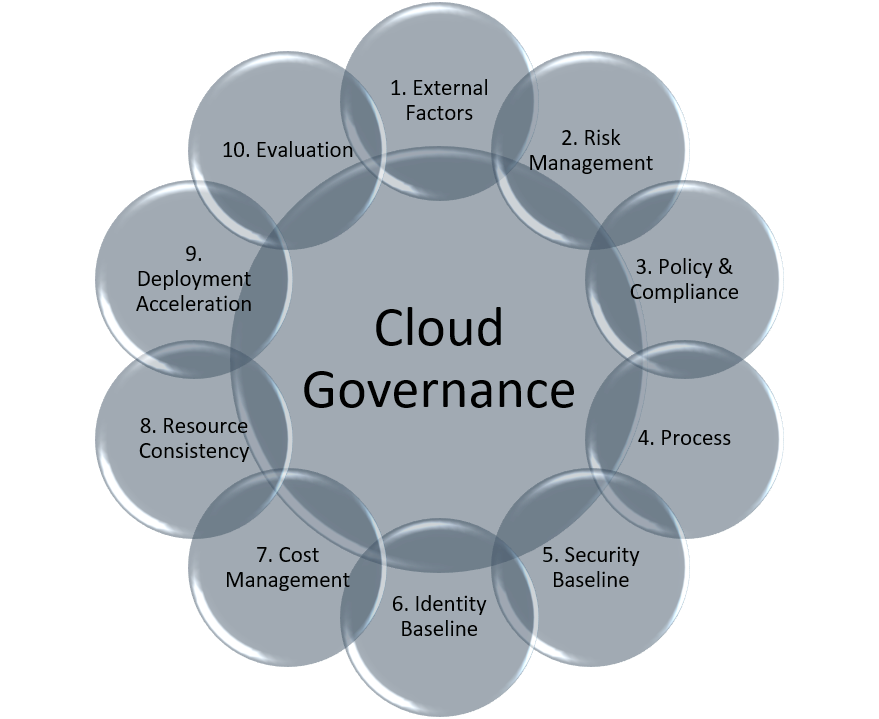 1. External
Factors
2. Risk
Management
3. Policy &
Compliance
4. Process
5. Security
Baseline
6. Identity
Baseline
7. Cost
Management
8. Resource
Consistency
9.
Deployment
Acceleration
10. Evaluation
Cloud
Governance